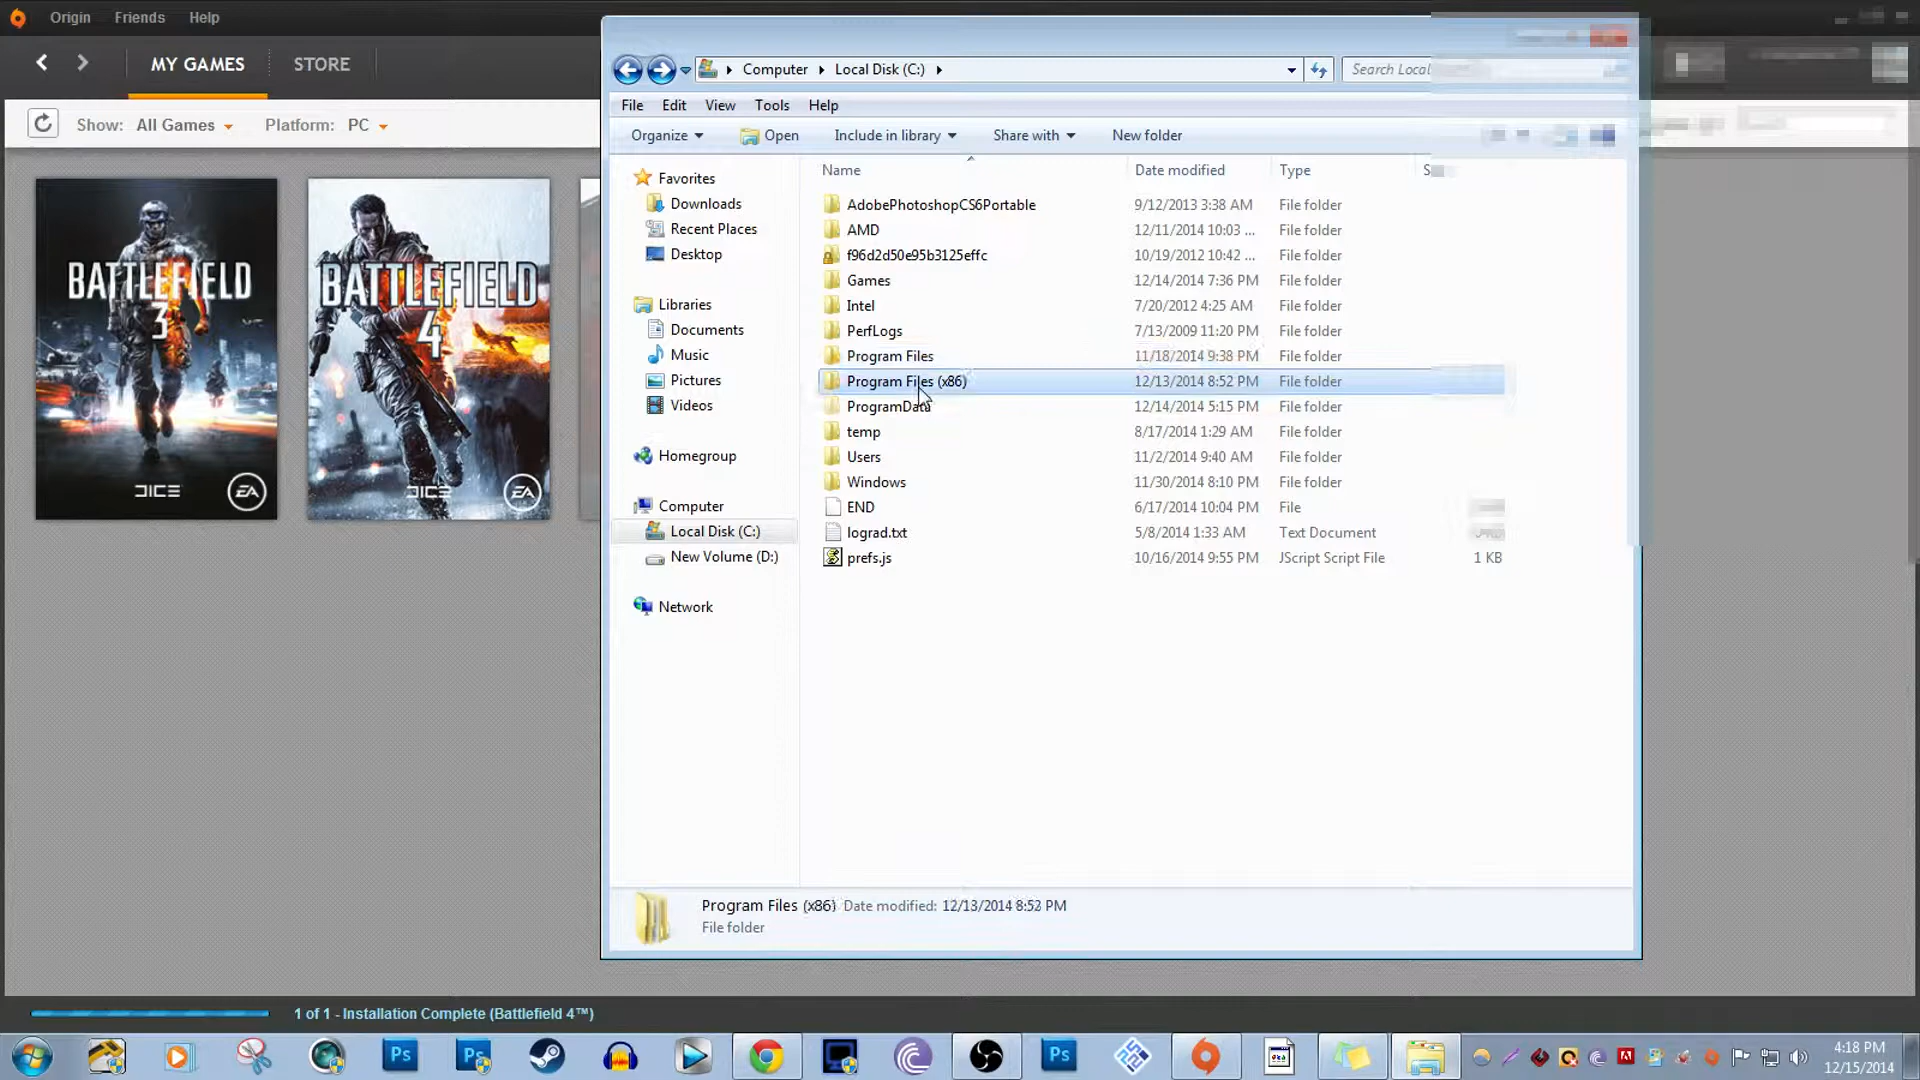 Origin Friends Help
MY GAMES STORE
Show: All Games Platform: PC
BATTLEFIELD
3
DICE EA
BATTLEFIELD
4
DICE EA
Computer Local Disk (C:) Search Local
File Edit View Tools Help
Organize Open Include in library Share with New folder
Favorites
Downloads
Recent Places
Desktop
Libraries
Documents
Music
Pictures
Videos
Homegroup
Computer
Local Disk (C:)
New Volume (D:)
Network
Name Date modified Type
AdobePhotoshopCS6Portable 9/12/2013 3:38 AM File folder
AMD 12/11/2014 10:03 ... File folder
f96d2d50e95b3125effc 10/19/2012 10:42 ... File folder
Games 12/14/2014 7:36 PM File folder
Intel 7/20/2012 4:25 AM File folder
PerfLogs 7/13/2009 11:20 PM File folder
Program Files 11/18/2014 9:38 PM File folder
Program Files (x86) 12/13/2014 8:52 PM File folder
ProgramData 12/14/2014 5:15 PM File folder
temp 8/17/2014 1:29 AM File folder
Users 11/2/2014 9:40 AM File folder
Windows 11/30/2014 8:10 PM File folder
END 6/17/2014 10:04 PM File
lograd.txt 5/8/2014 1:33 AM Text Document
prefs.js 10/16/2014 9:55 PM JScript Script File 1 KB
Program Files (x86) Date modified: 12/13/2014 8:52 PM
File folder
1 of 1 - Installation Complete (Battlefield 4™)
Ps Ps Ps
4:18 PM
12/15/2014